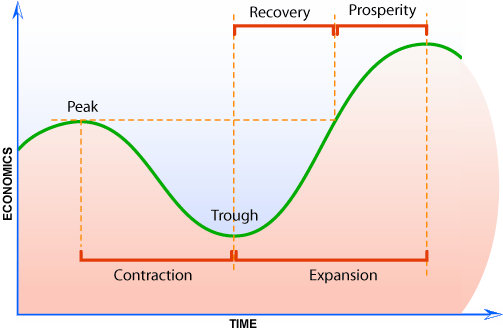 Recovery
Prosperity
Peak
Trough
Contraction
Expansion
ECONOMICS
TIME